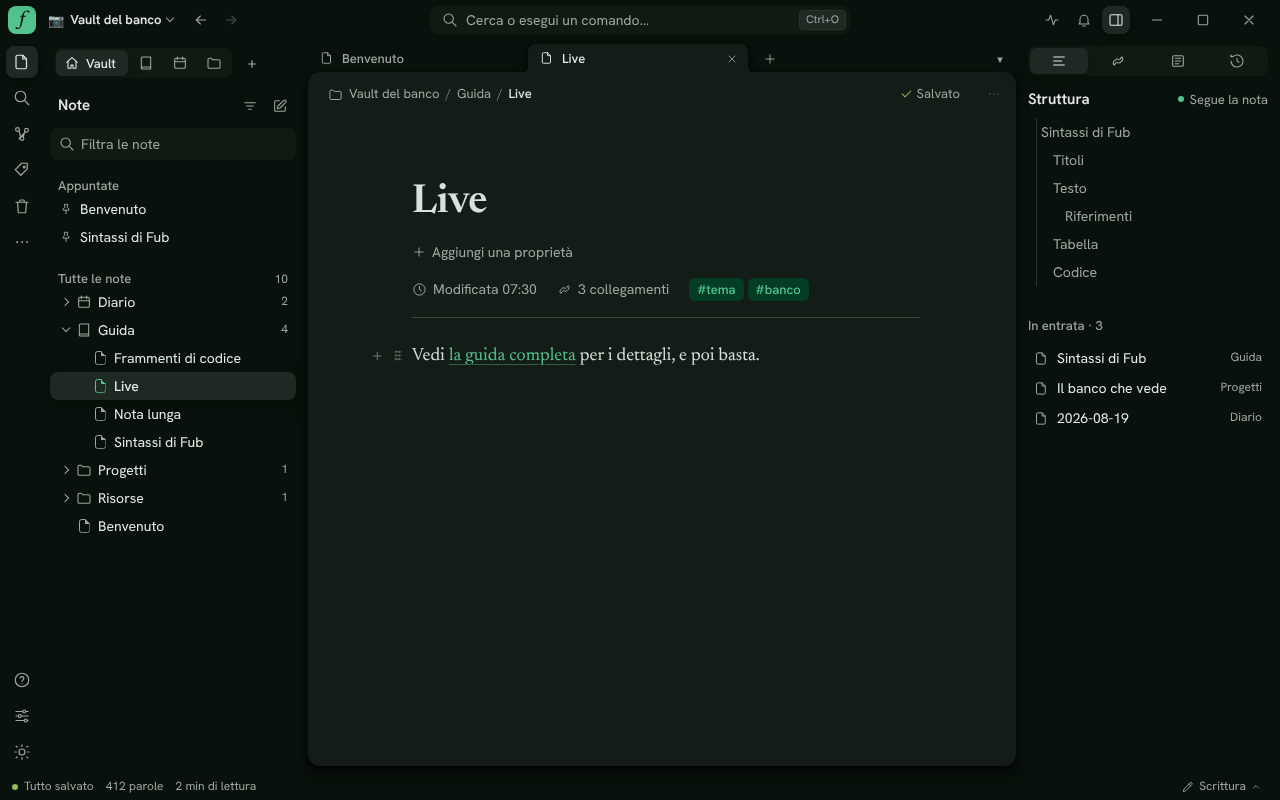 f Vault del banco
Cerca o esegui un comando...
Ctrl+O
Vault
Note
Filtra le note
Appuntate
Benvenuto
Sintassi di Fub
Tutte le note 10
Diario 2
Guida 4
Frammenti di codice
Live
Nota lunga
Sintassi di Fub
Progetti 1
Risorse 1
Benvenuto
Benvenuto
Live
Vault del banco / Guida / Live
Salvato
Live
Aggiungi una proprietà
Modificata 07:30 3 collegamenti #tema #banco
Vedi la guida completa per i dettagli, e poi basta.
Struttura Segue la nota
Sintassi di Fub
Titoli
Testo
Riferimenti
Tabella
Codice
In entrata · 3
Sintassi di Fub Guida
Il banco che vede Progetti
2026-08-19 Diario
Tutto salvato 412 parole 2 min di lettura
Scrittura